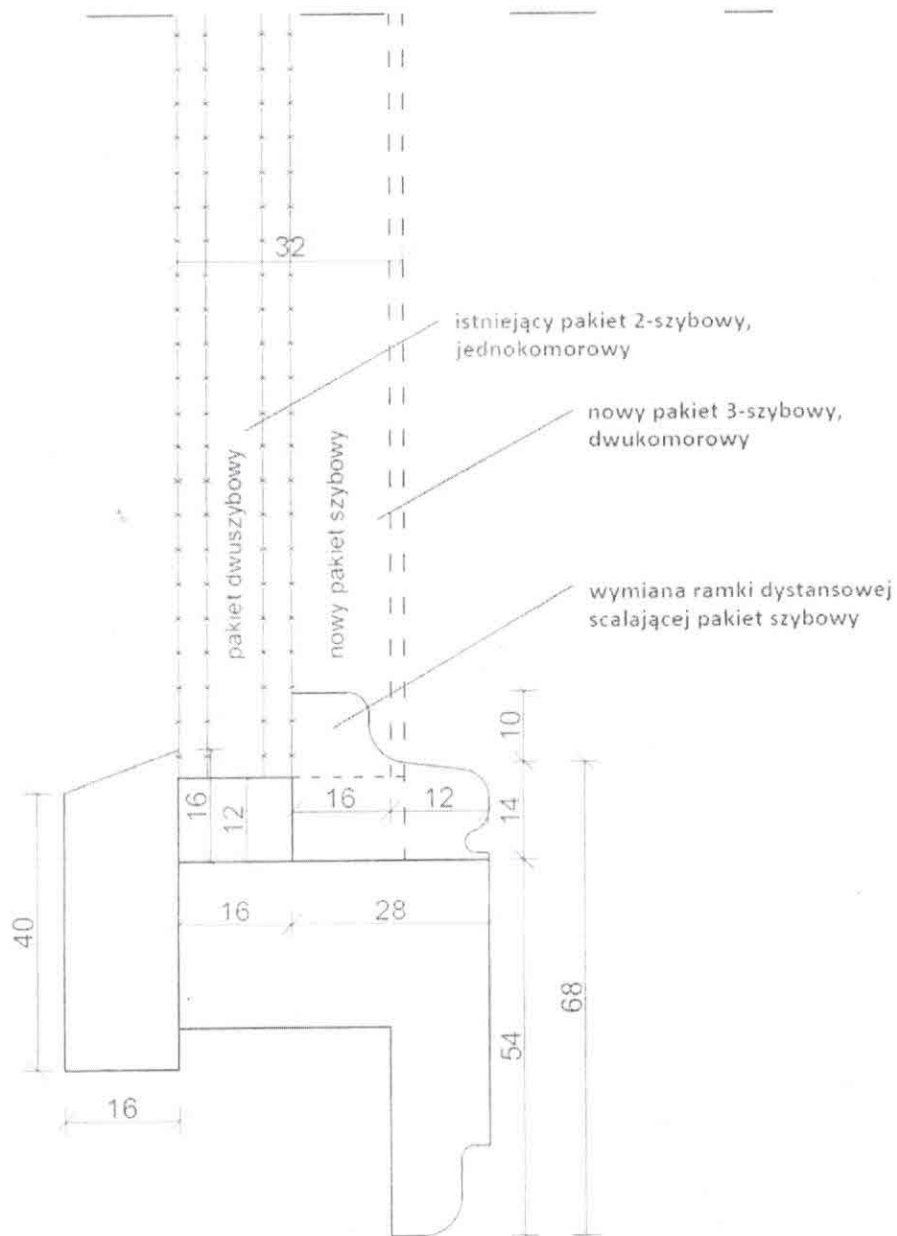 32
istniejący pakiet 2-szybowy,
jednokomorowy
nowy pakiet 3-szybowy,
dwukomorowy
pakiet dwuszybowy
nowy pakiet szybowy
wymiana ramki dystansowej
scalającej pakiet szybowy
10
16
12
16
12
14
40
16
28
68
54
16